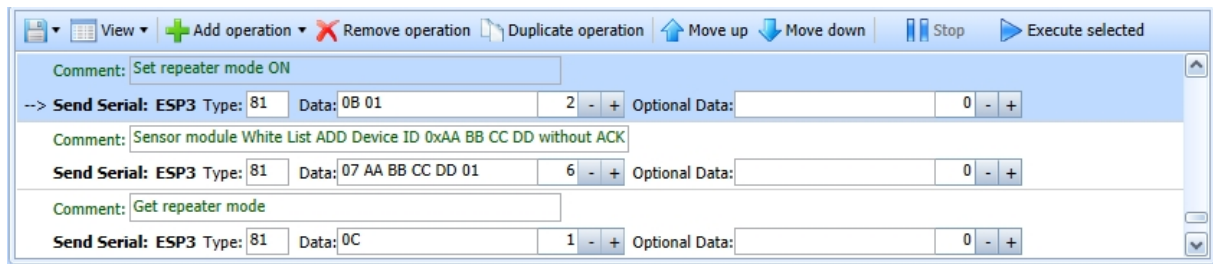 View Add operation Remove operation Duplicate operation Move up Move down Stop Execute selected
Comment: Set repeater mode ON
--> Send Serial: ESP3 Type: 81 Data: 0B 01 2 - + Optional Data: 0 - +
Comment: Sensor module White List ADD Device ID 0xAA BB CC DD without ACK
Send Serial: ESP3 Type: 81 Data: 07 AA BB CC DD 01 6 - + Optional Data: 0 - +
Comment: Get repeater mode
Send Serial: ESP3 Type: 81 Data: 0C 1 - + Optional Data: 0 - +